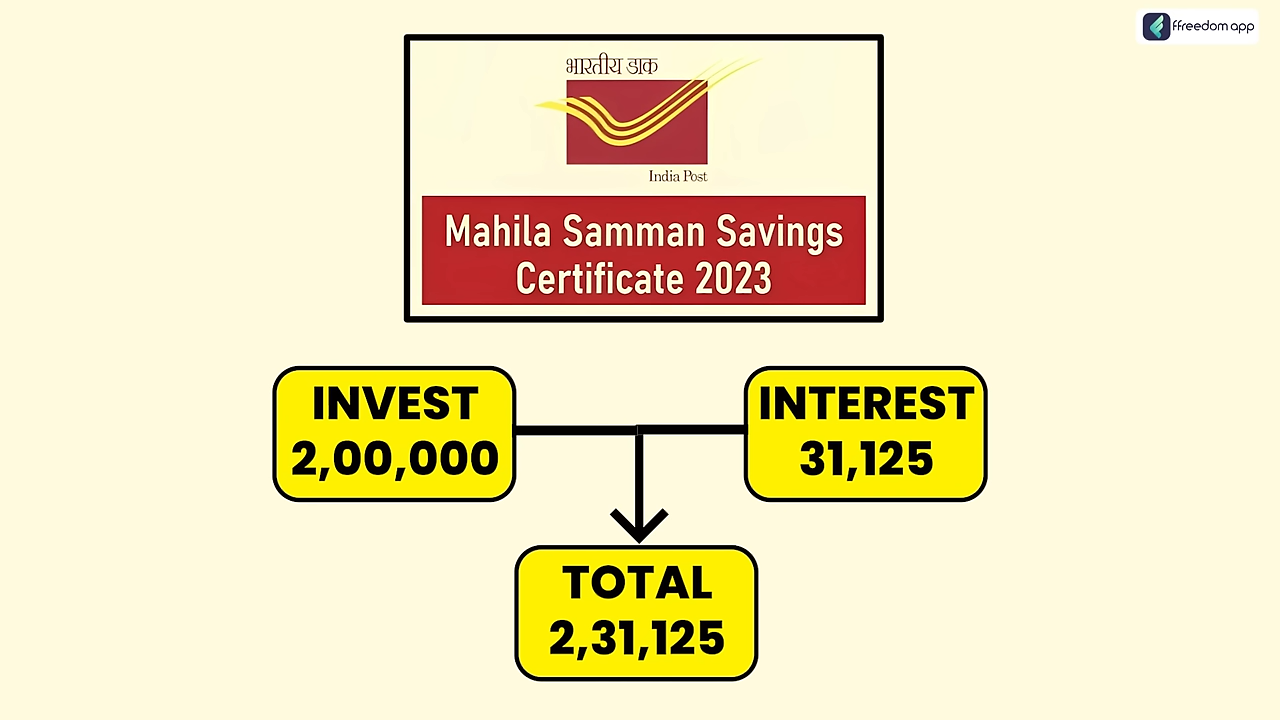 ffreedom app
भारतीय डाक
India Post
Mahila Samman Savings
Certificate 2023
INVEST
2,00,000
INTEREST
31,125
TOTAL
2,31,125